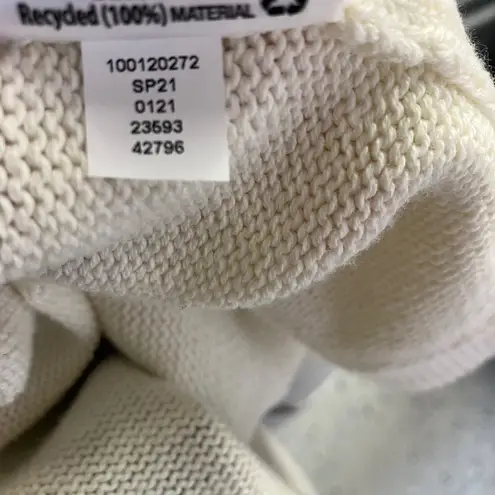 Recycled (100%) MATERIAL
100120272
SP21
0121
23593
42796